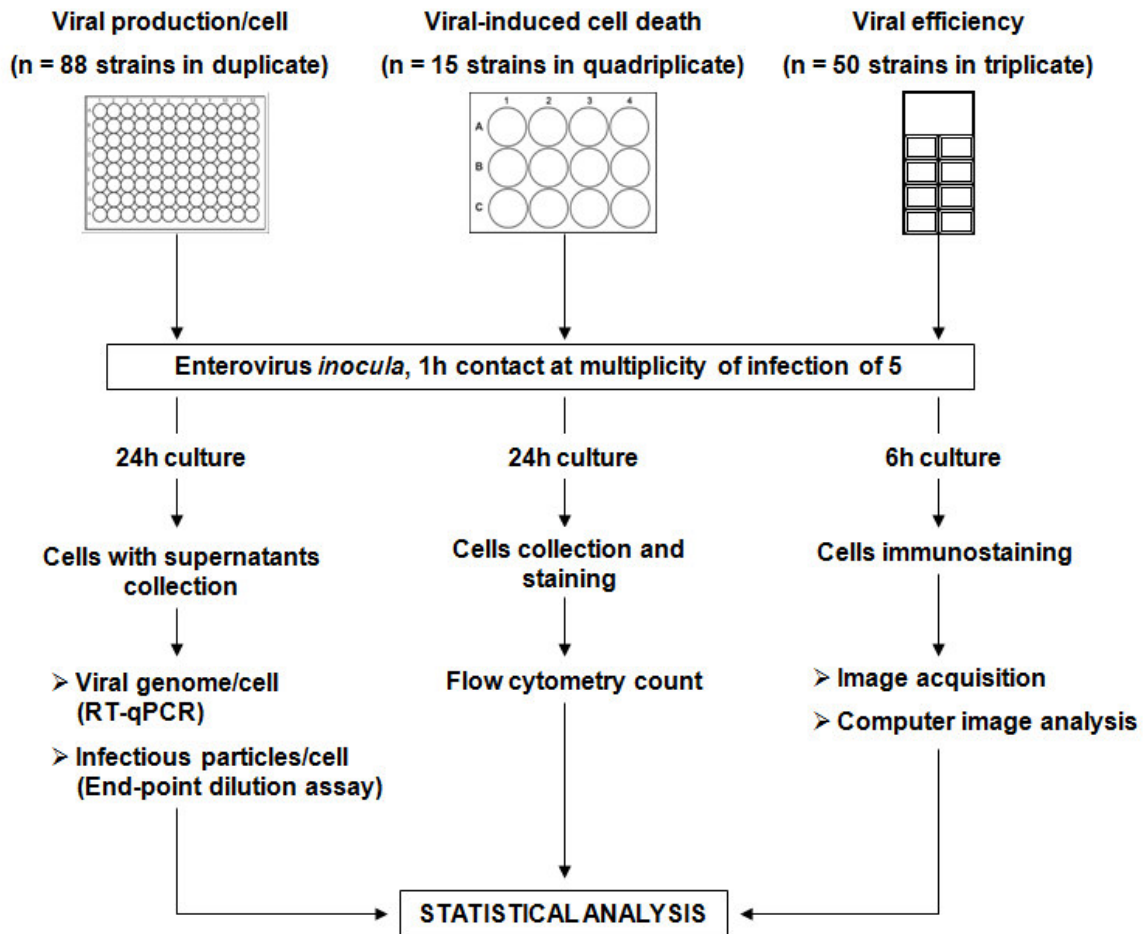 Viral production/cell
(n = 88 strains in duplicate)
Viral-induced cell death
(n = 15 strains in quadriplicate)
Viral efficiency
(n = 50 strains in triplicate)
1 2 3 4
A
B
C
Enterovirus inocula, 1h contact at multiplicity of infection of 5
24h culture
Cells with supernatants
collection
➢ Viral genome/cell
(RT-qPCR)
➢ Infectious particles/cell
(End-point dilution assay)
24h culture
Cells collection and
staining
Flow cytometry count
6h culture
Cells immunostaining
➢ Image acquisition
➢ Computer image analysis
STATISTICAL ANALYSIS